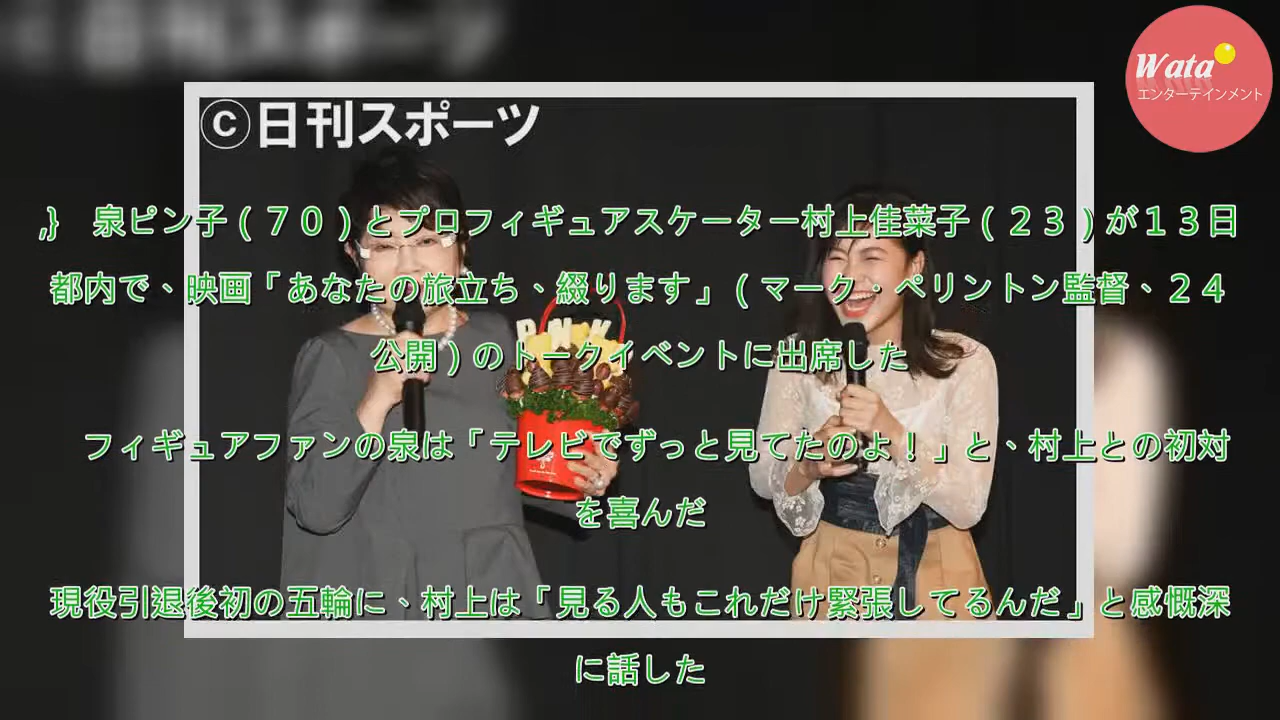 Wata
エンターテインメント
©日刊スポーツ
,} 泉ピン子(７０)とプロフィギュアスケーター村上佳菜子(２３)が１３日
都内で、映画「あなたの旅立ち、綴ります」(マーク・ペリントン監督、２４
公開)のトークイベントに出席した
PINK
フィギュアファンの泉は「テレビでずっと見てたのよ！」と、村上との初対
を喜んだ
現役引退後初の五輪に、村上は「見る人もこれだけ緊張してるんだ」と感慨深
に話した